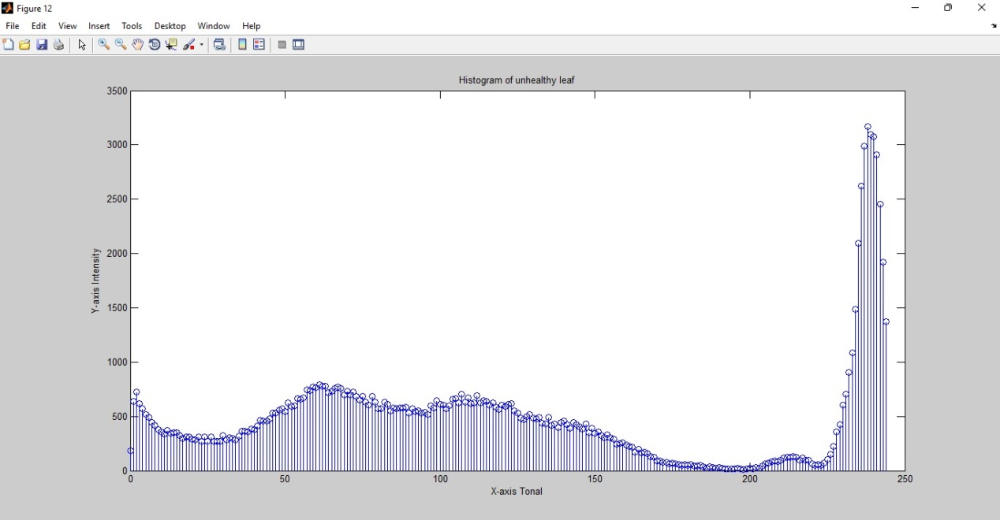 Figure 12
File Edit View Insert Tools Desktop Window Help
Histogram of unhealthy leaf
3500
3000
2500
2000
1500
1000
500
0
Y-axis Intensity
0 50 100 150 200 250
X-axis Tonal